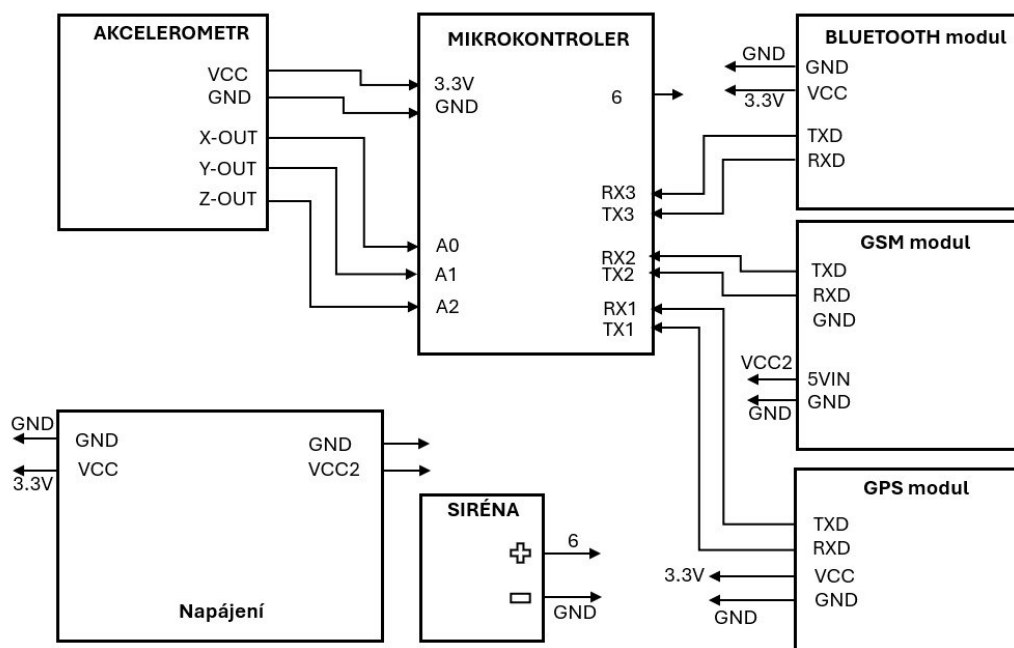 AKCELEROMETR
VCC
GND
X-OUT
Y-OUT
Z-OUT
MIKROKONTROLER
3.3V
GND
A0
A1
A2
6
RX3
TX3
RX2
TX2
RX1
TX1
BLUETOOTH modul
GND
GND
VCC
3.3V
TXD
RXD
GSM modul
TXD
RXD
GND
VCC2
5VIN
GND
GND
GND
GND
VCC
3.3V
GND
VCC2
Napájení
SIRÉNA
6
GND
GPS modul
TXD
RXD
3.3V
VCC
GND
GND